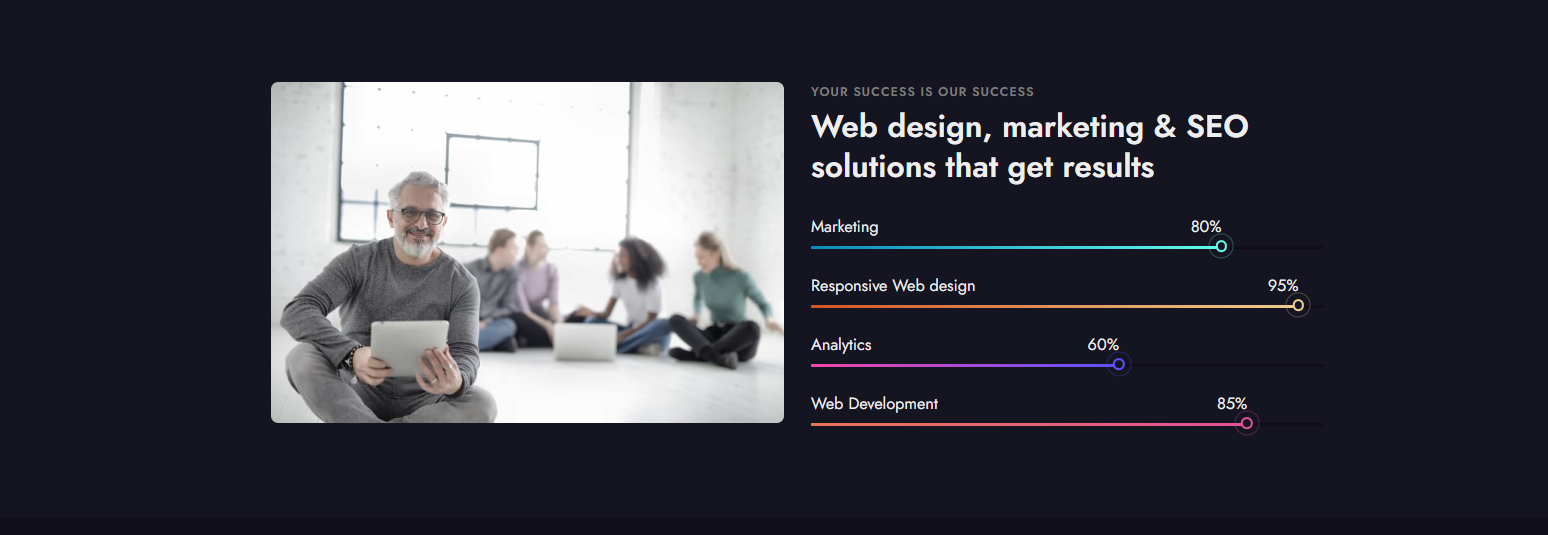 YOUR SUCCESS IS OUR SUCCESS
Web design, marketing & SEO
solutions that get results
Marketing 80%
Responsive Web design 95%
Analytics 60%
Web Development 85%